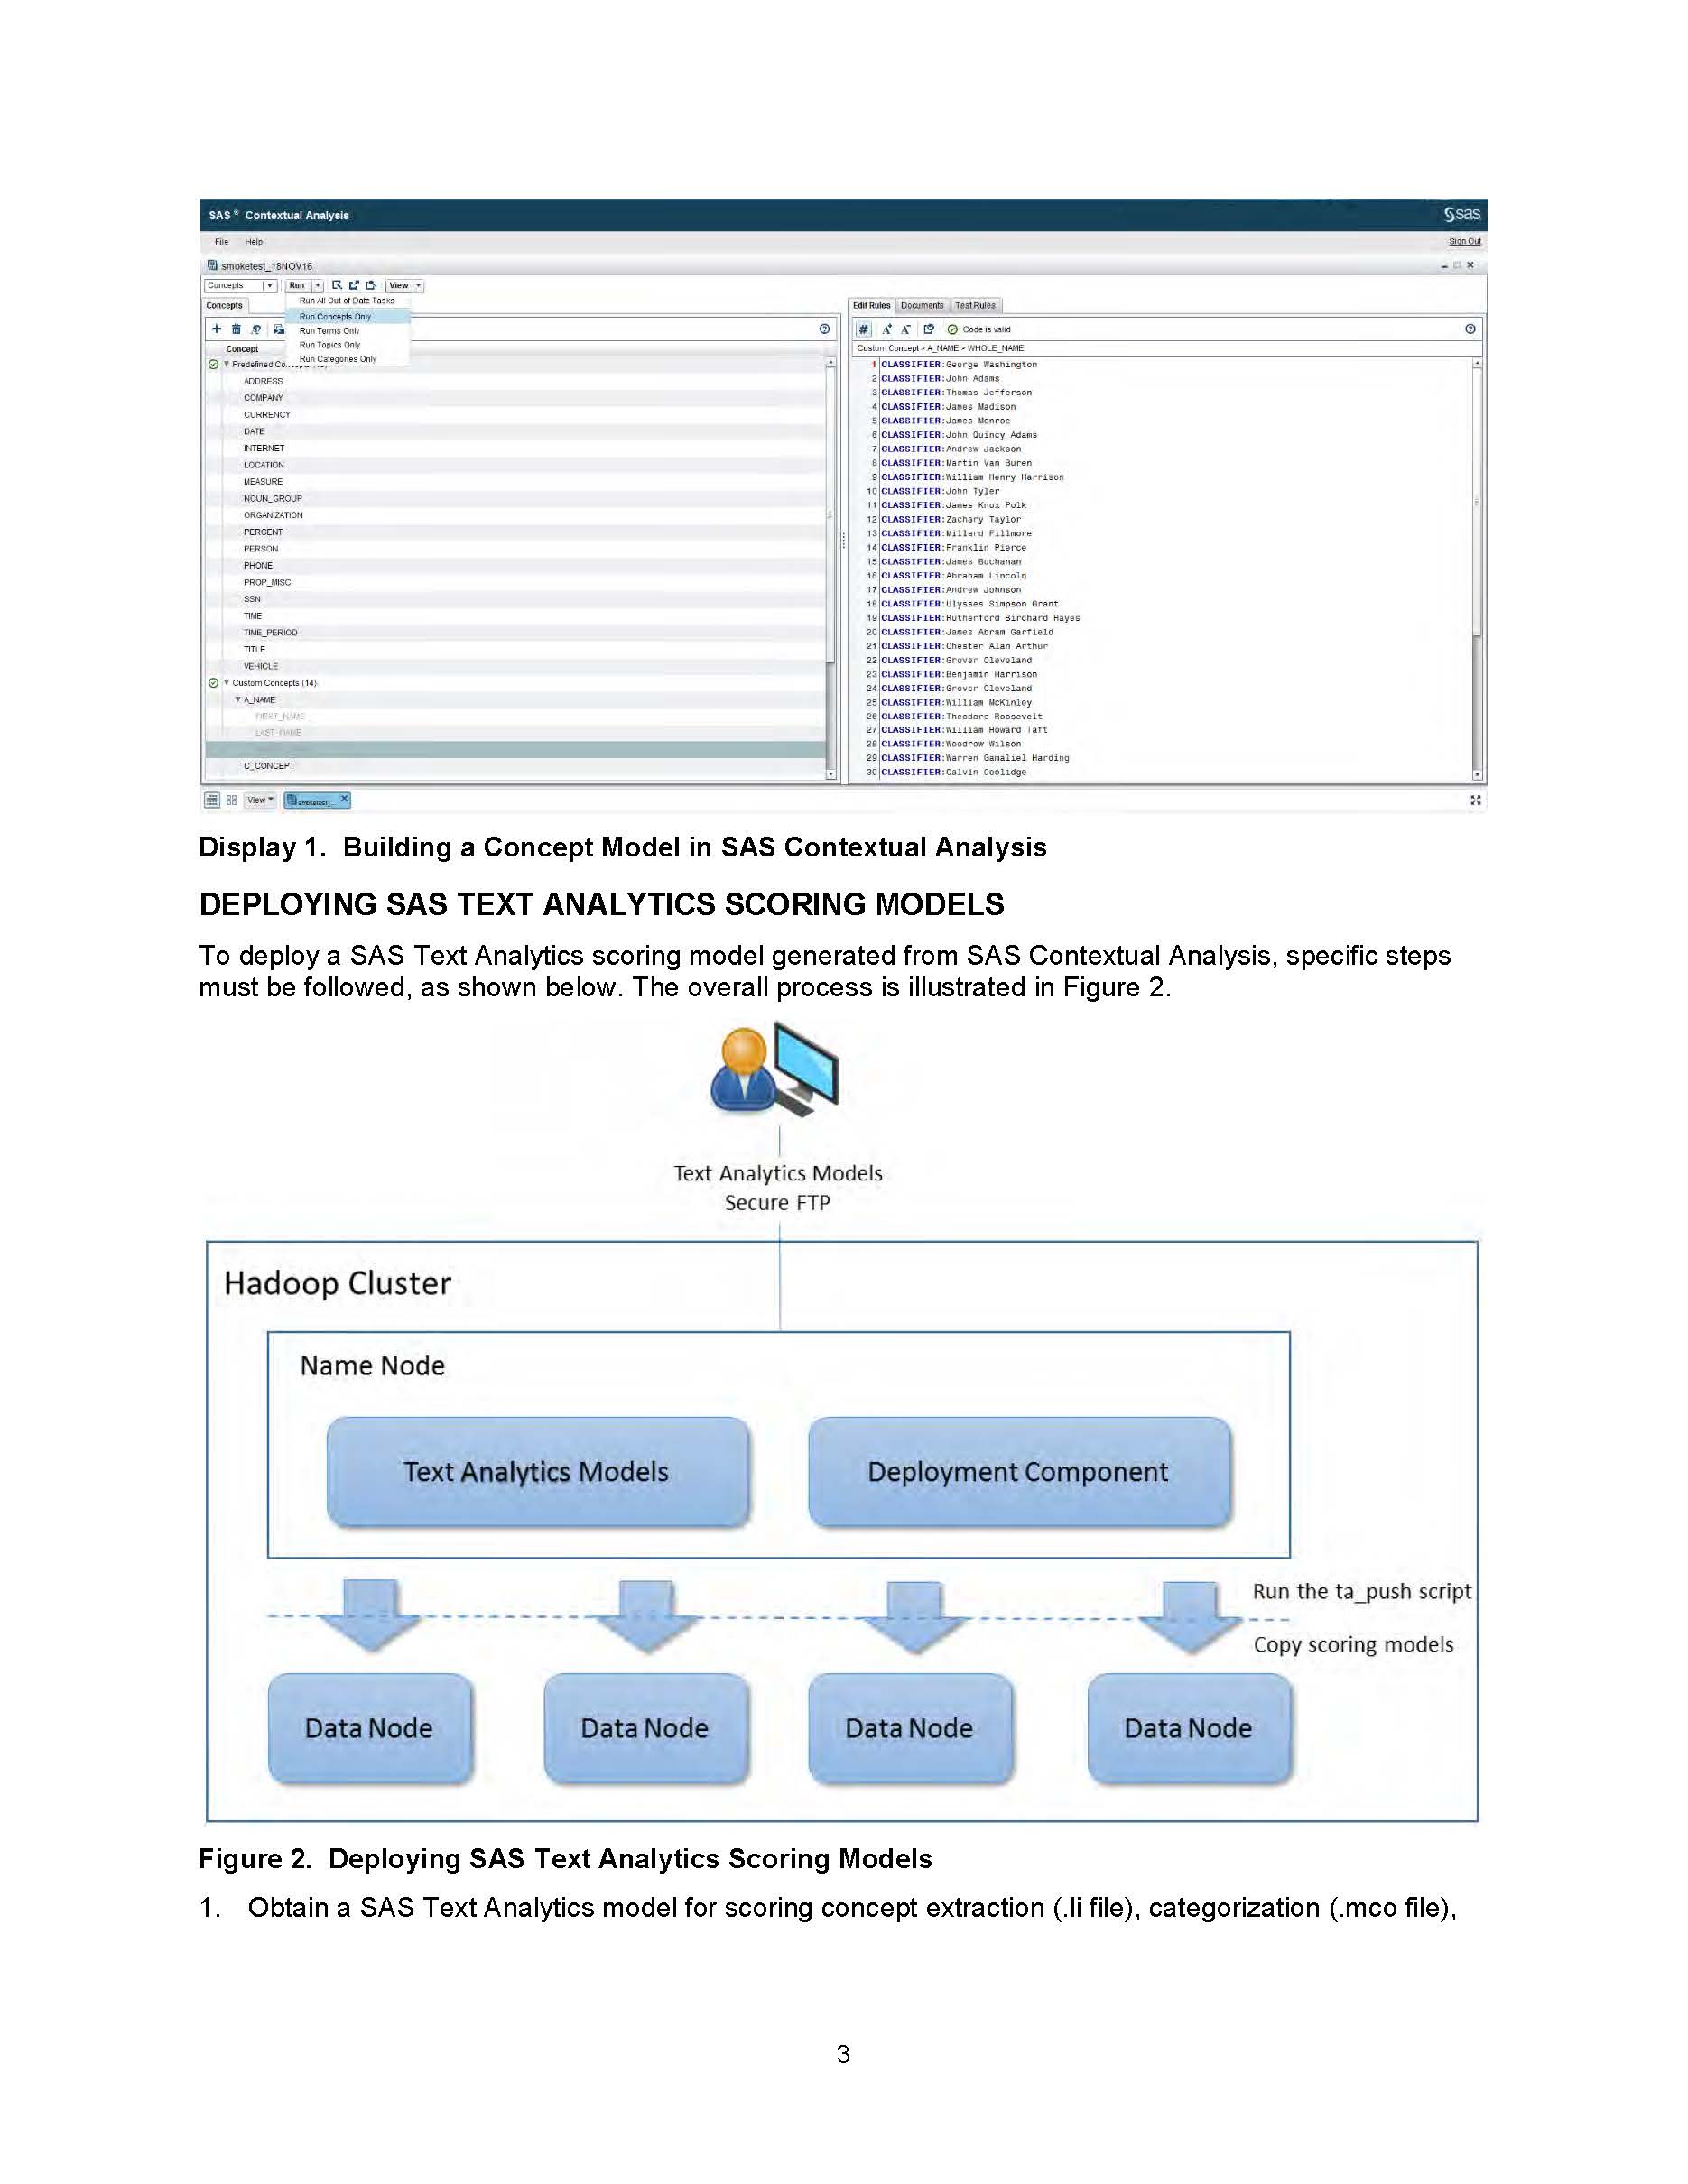 SAS® Contextual Analysis
sas
File Help
Sign Out
smoketest_18NOV16
Concepts Run View
Run All Out-of-Date Tasks
Run Concepts Only
Run Terms Only
Run Topics Only
Run Categories Only
Concepts
Concept
Predefined
ADDRESS
COMPANY
CURRENCY
DATE
INTERNET
LOCATION
MEASURE
NOUN_GROUP
ORGANIZATION
PERCENT
PERSON
PHONE
PROP_MISC
SSN
TIME
TIME_PERIOD
TITLE
VEHICLE
Custom Concepts (14)
A_NAME
FIRST_NAME
LAST_NAME
C_CONCEPT
View
Edit Rules Documents Test Rules
# Code is valid
Custom Concept > A_NAME > WHOLE_NAME
1 CLASSIFIER:George Washington
2 CLASSIFIER:John Adams
3 CLASSIFIER:Thomas Jefferson
4 CLASSIFIER:James Madison
5 CLASSIFIER:James Monroe
6 CLASSIFIER:John Quincy Adams
7 CLASSIFIER:Andrew Jackson
8 CLASSIFIER:Martin Van Buren
9 CLASSIFIER:William Henry Harrison
10 CLASSIFIER:John Tyler
11 CLASSIFIER:James Knox Polk
12 CLASSIFIER:Zachary Taylor
13 CLASSIFIER:Millard Fillmore
14 CLASSIFIER:Franklin Pierce
15 CLASSIFIER:James Buchanan
16 CLASSIFIER:Abraham Lincoln
17 CLASSIFIER:Andrew Johnson
18 CLASSIFIER:Ulysses Simpson Grant
19 CLASSIFIER:Rutherford Birchard Hayes
20 CLASSIFIER:James Abram Garfield
21 CLASSIFIER:Chester Alan Arthur
22 CLASSIFIER:Grover Cleveland
23 CLASSIFIER:Benjamin Harrison
24 CLASSIFIER:Grover Cleveland
25 CLASSIFIER:William McKinley
26 CLASSIFIER:Theodore Roosevelt
27 CLASSIFIER:William Howard Taft
28 CLASSIFIER:Woodrow Wilson
29 CLASSIFIER:Warren Gamaliel Harding
30 CLASSIFIER:Calvin Coolidge
Display 1. Building a Concept Model in SAS Contextual Analysis
DEPLOYING SAS TEXT ANALYTICS SCORING MODELS
To deploy a SAS Text Analytics scoring model generated from SAS Contextual Analysis, specific steps
must be followed, as shown below. The overall process is illustrated in Figure 2.
Text Analytics Models
Secure FTP
Hadoop Cluster
Name Node
Text Analytics Models
Deployment Component
Run the ta_push script
Copy scoring models
Data Node
Data Node
Data Node
Data Node
Figure 2. Deploying SAS Text Analytics Scoring Models
1. Obtain a SAS Text Analytics model for scoring concept extraction (.li file), categorization (.mco file),
3